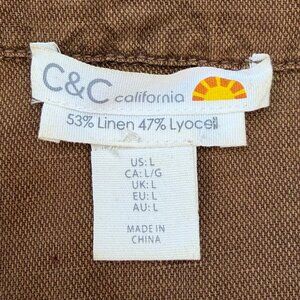 C&C california
53% Linen 47% Lyocell
US: L
CA: L/G
UK: L
EU: L
AU: L
MADE IN
CHINA